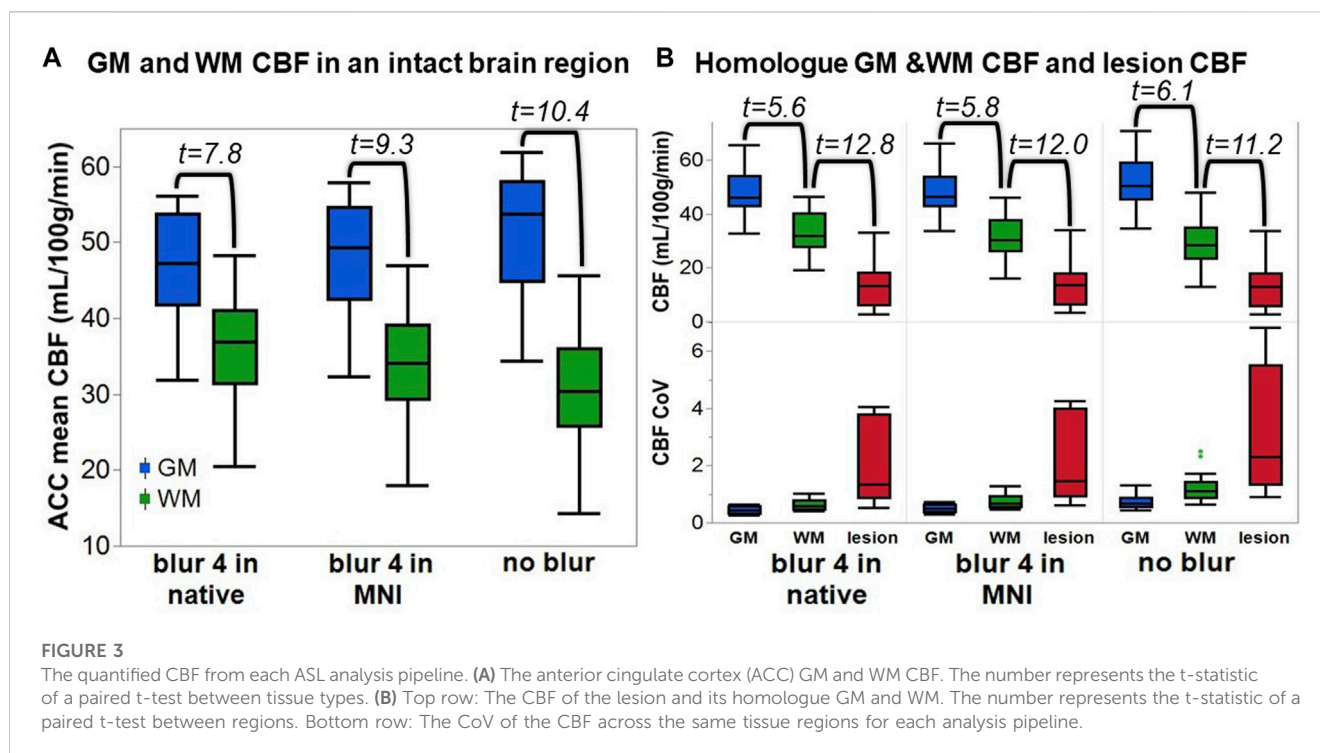 A GM and WM CBF in an intact brain region
t=7.8
t=9.3
t=10.4
ACC mean CBF (mL/100g/min)
60
50
40
30
20
10
GM
WM
blur 4 in native
blur 4 in MNI
no blur
B Homologue GM &WM CBF and lesion CBF
t=5.6
t=12.8
t=5.8
t=12.0
t=6.1
t=11.2
CBF (mL/100g/min)
60
40
20
0
CBF CoV
6
4
2
0
GM WM lesion GM WM lesion GM WM lesion
blur 4 in native
blur 4 in MNI
no blur
FIGURE 3
The quantified CBF from each ASL analysis pipeline. (A) The anterior cingulate cortex (ACC) GM and WM CBF. The number represents the t-statistic
of a paired t-test between tissue types. (B) Top row: The CBF of the lesion and its homologue GM and WM. The number represents the t-statistic of a
paired t-test between regions. Bottom row: The CoV of the CBF across the same tissue regions for each analysis pipeline.